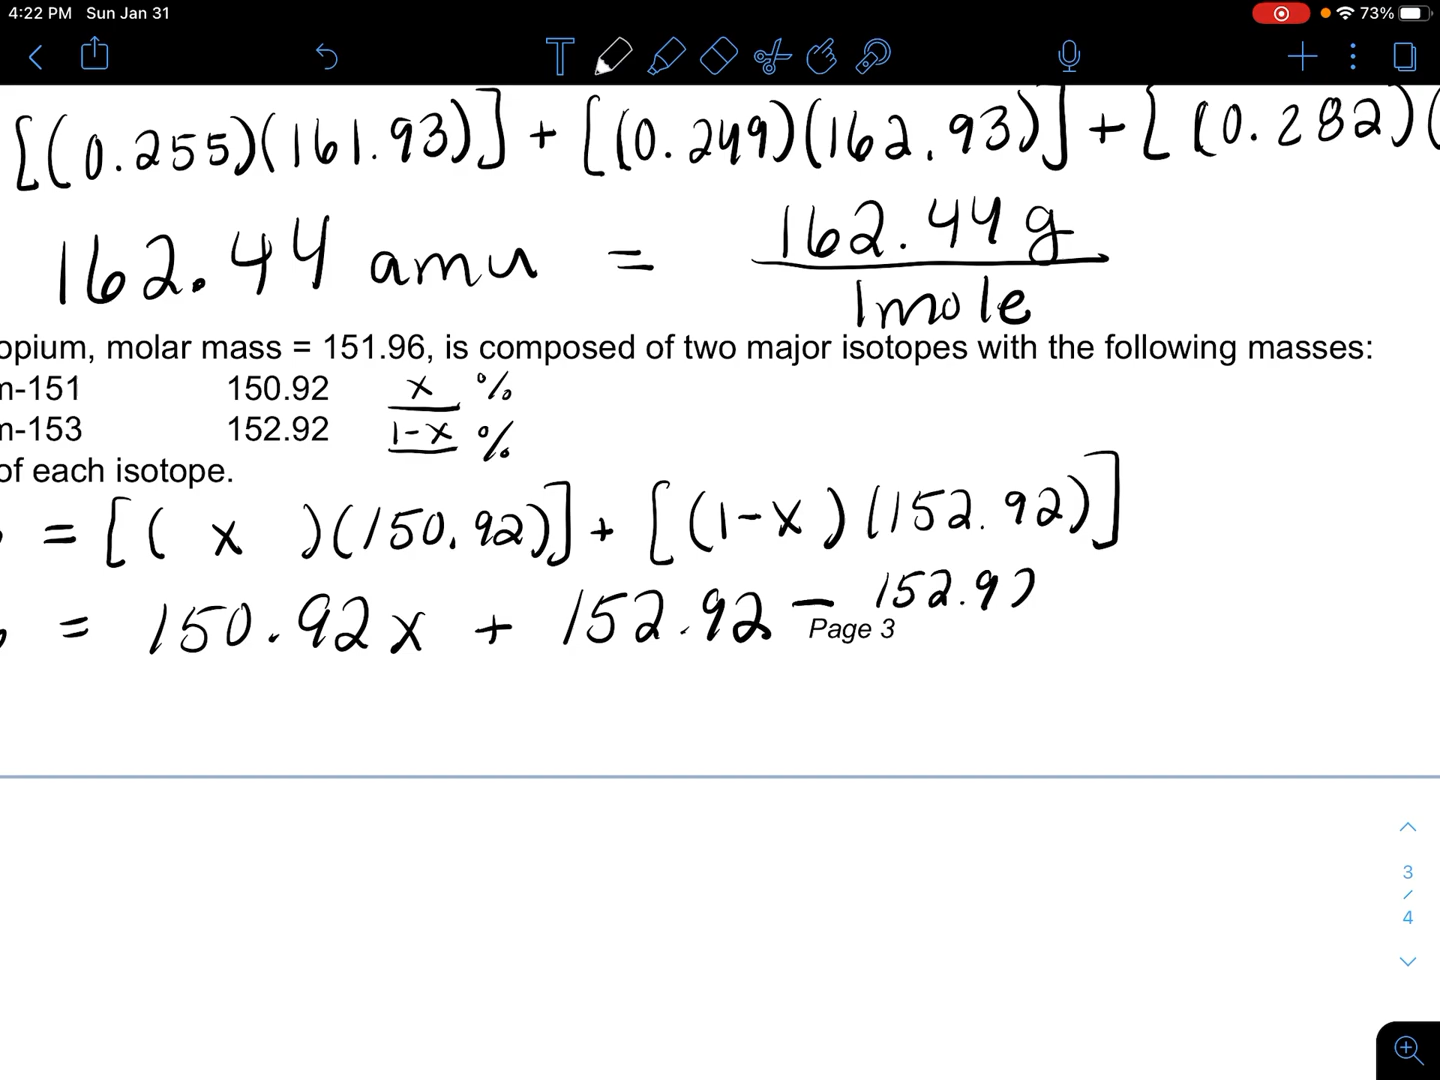 4:22 PM Sun Jan 31 73%
[(0.255)(161.93)] + [(0.249)(162.93)] + [(0.282)(
162.44 amu = 162.44 g
1 mole
opium, molar mass = 151.96, is composed of two major isotopes with the following masses:
-151 150.92 x %
-153 152.92 1-x %
of each isotope.
= [( x )(150.92)] + [(1-x)(152.92)]
= 150.92x + 152.92 - 152.92
Page 3
3
/
4